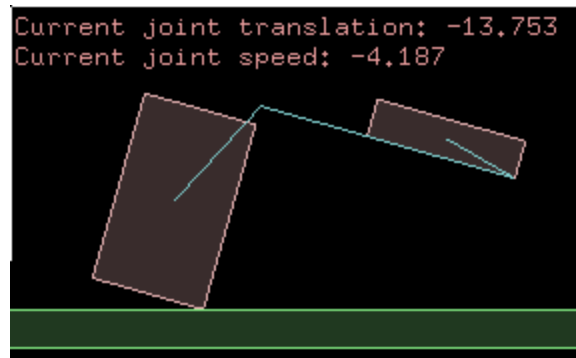 Current joint translation: -13.753
Current joint speed: -4.187